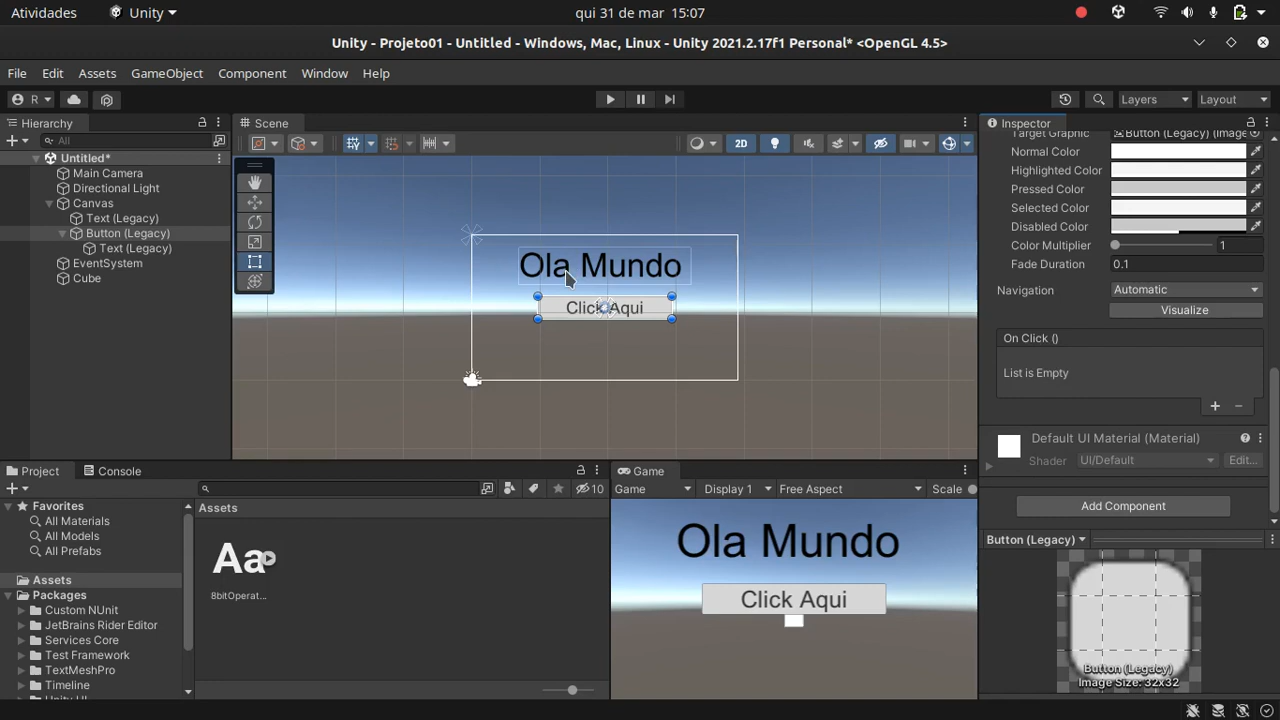 Atividades
Unity
qui 31 de mar 15:07
Unity - Projeto01 - Untitled - Windows, Mac, Linux - Unity 2021.2.17f1 Personal* <OpenGL 4.5>
File Edit Assets GameObject Component Window Help
R
Layers
Layout
Hierarchy
Scene
Inspector
All
2D
Untitled*
Main Camera
Directional Light
Canvas
Text (Legacy)
Button (Legacy)
Text (Legacy)
EventSystem
Cube
Ola Mundo
Click Aqui
Target Graphic
Button (Legacy) (Image
Normal Color
Highlighted Color
Pressed Color
Selected Color
Disabled Color
Color Multiplier 1
Fade Duration 0.1
Navigation Automatic
Visualize
On Click ()
List is Empty
Default UI Material (Material)
Shader UI/Default Edit...
Add Component
Button (Legacy)
Button (Legacy)
Image Size: 32x32
Project
Console
10
Favorites
All Materials
All Models
All Prefabs
Assets
Packages
Custom NUnit
JetBrains Rider Editor
Services Core
Test Framework
TextMeshPro
Timeline
Assets
Aa
8bitOperat...
Game
Game Display 1 Free Aspect Scale
Ola Mundo
Click Aqui